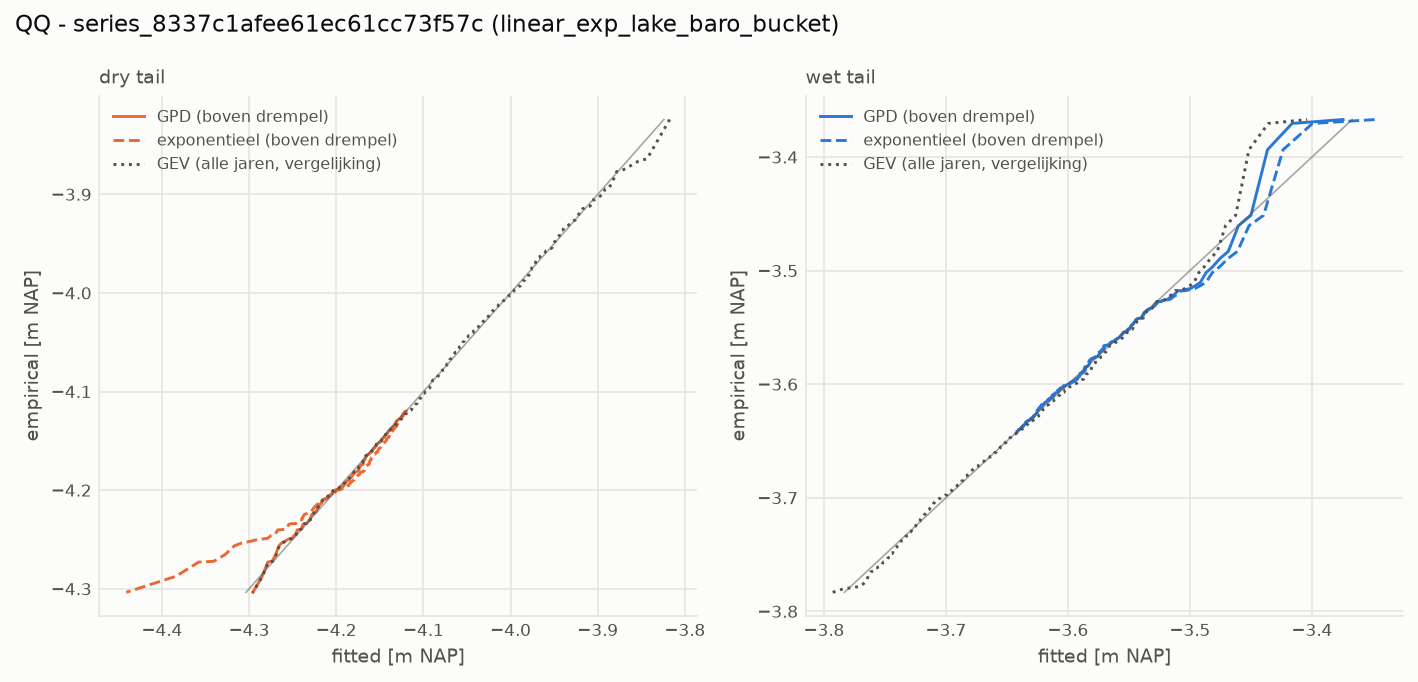 QQ - series_8337c1afee61ec61cc73f57c (linear_exp_lake_baro_bucket)
dry tail
GPD (boven drempel)
exponentieel (boven drempel)
GEV (alle jaren, vergelijking)
−3.9
−4.0
−4.1
−4.2
−4.3
empirical [m NAP]
−4.4
−4.3
−4.2
−4.1
−4.0
−3.9
−3.8
fitted [m NAP]
wet tail
GPD (boven drempel)
exponentieel (boven drempel)
GEV (alle jaren, vergelijking)
−3.4
−3.5
−3.6
−3.7
−3.8
empirical [m NAP]
−3.8
−3.7
−3.6
−3.5
−3.4
fitted [m NAP]